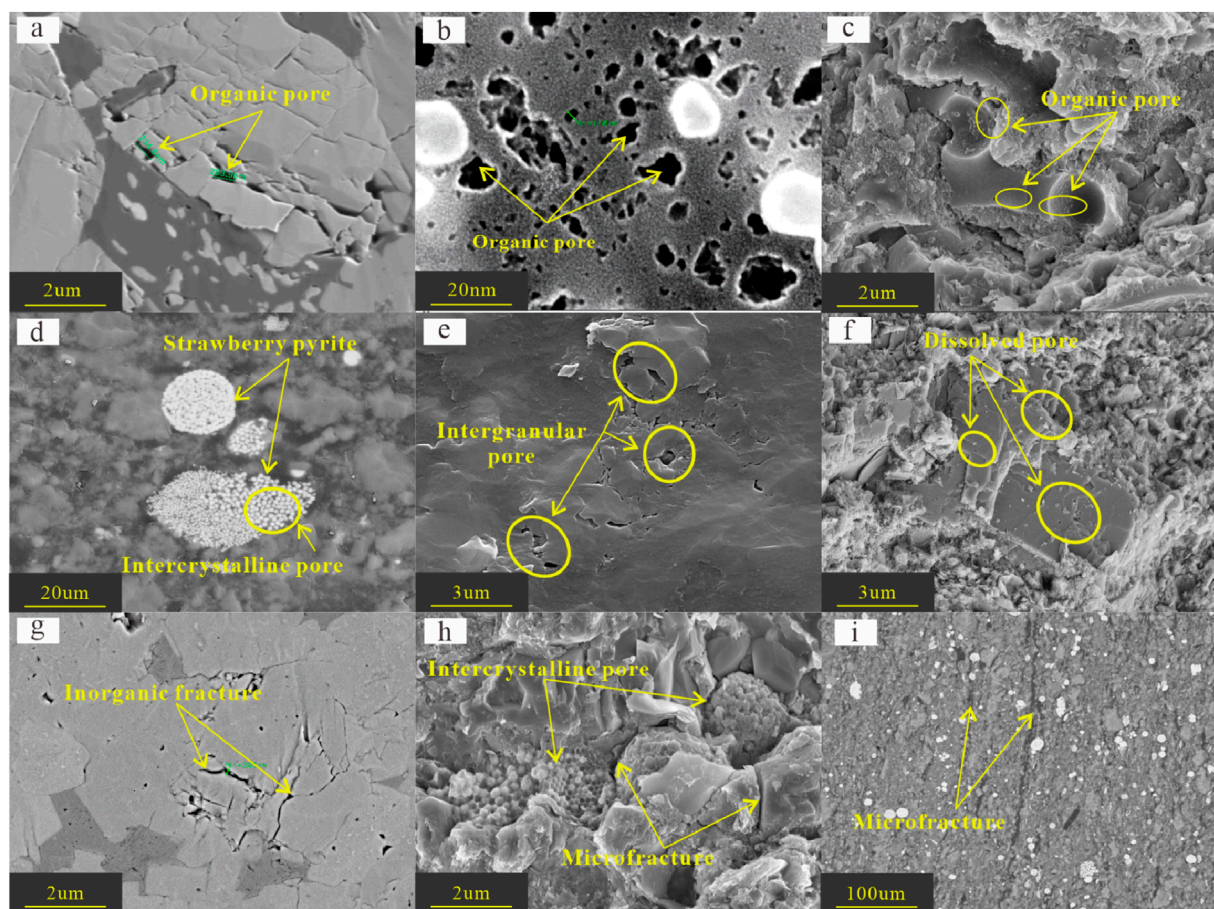 a
Organic pore
2um
b
Organic pore
20nm
c
Organic pore
2um
d
Strawberry pyrite
Intercrystalline pore
20um
e
Intergranular
pore
3um
f
Dissolved pore
3um
g
Inorganic fracture
2um
h
Intercrystalline pore
Microfracture
2um
i
Microfracture
100um